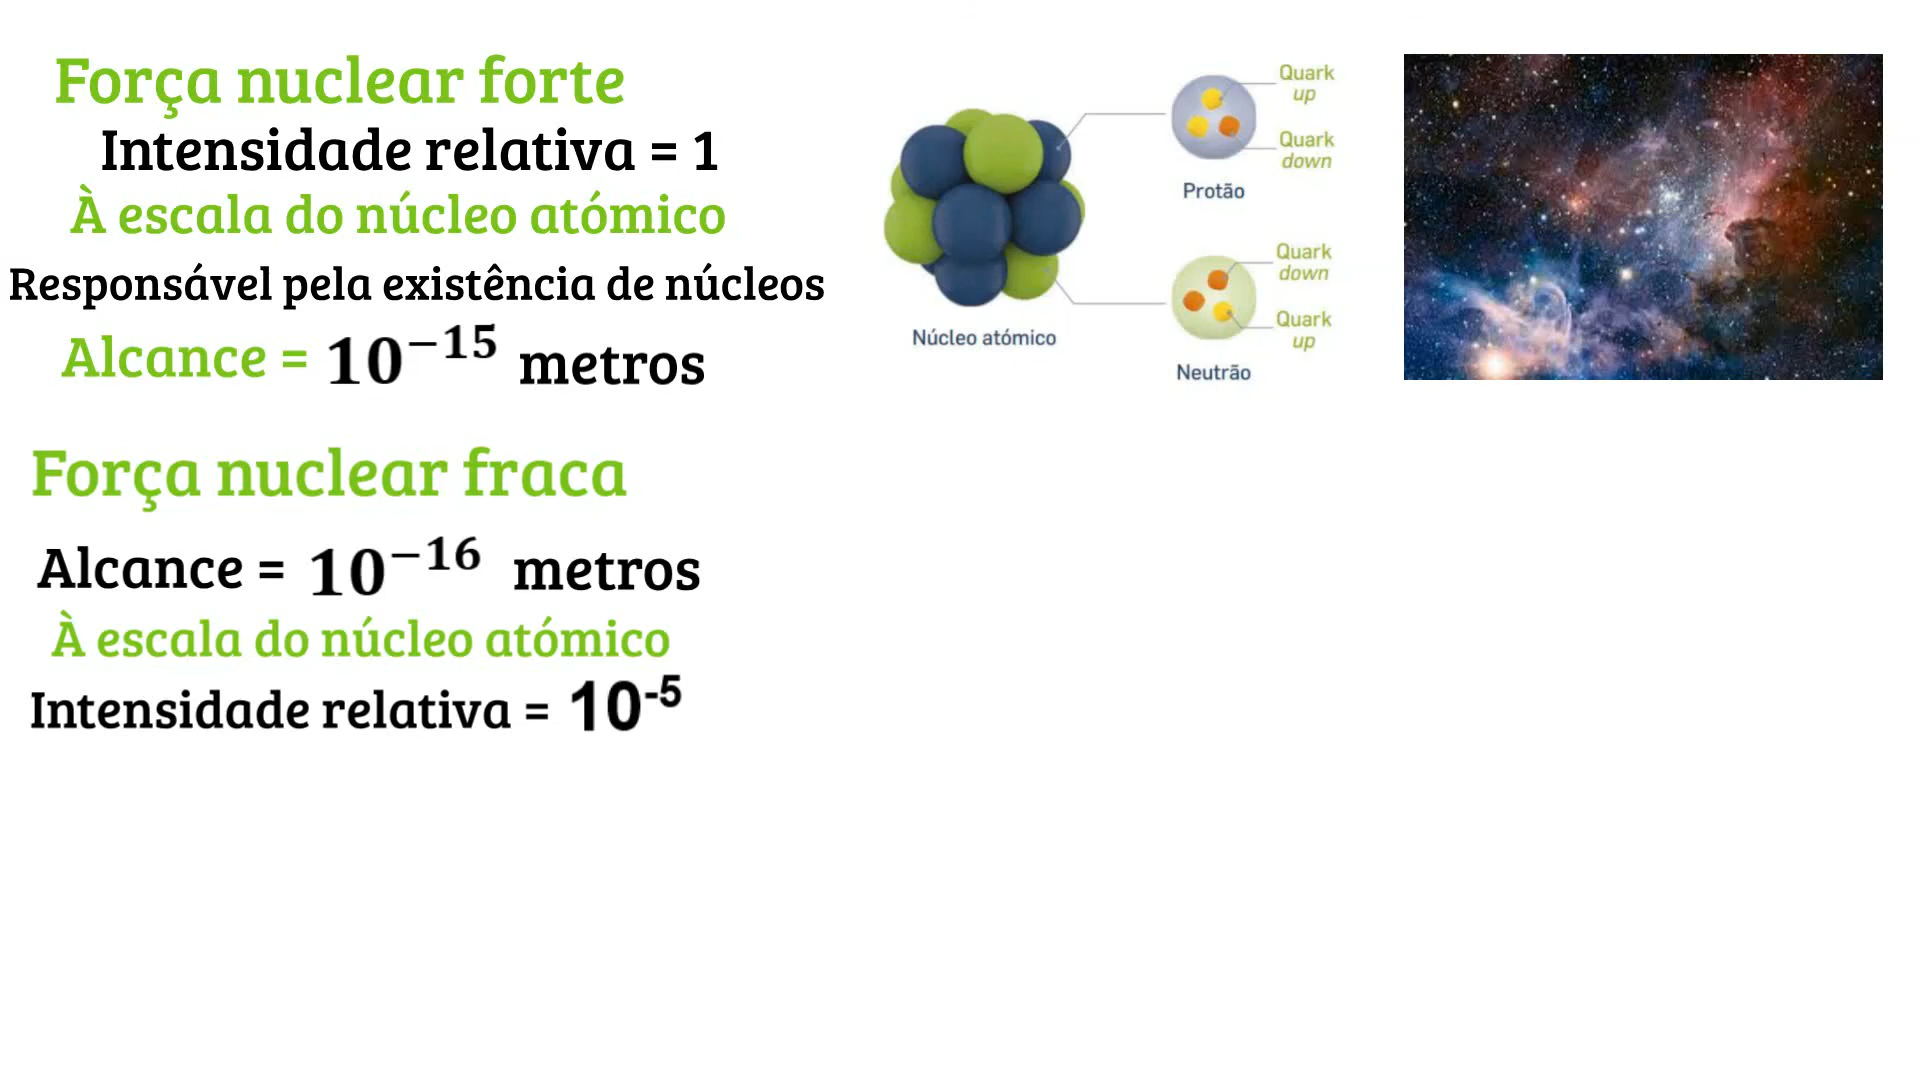 Força nuclear forte
Intensidade relativa = 1
À escala do núcleo atómico
Responsável pela existência de núcleos
Alcance = 10⁻¹⁵ metros
Quark
up
Quark
down
Protão
Quark
down
Quark
up
Neutrão
Núcleo atómico
Força nuclear fraca
Alcance = 10⁻¹⁶ metros
À escala do núcleo atómico
Intensidade relativa = 10⁻⁵